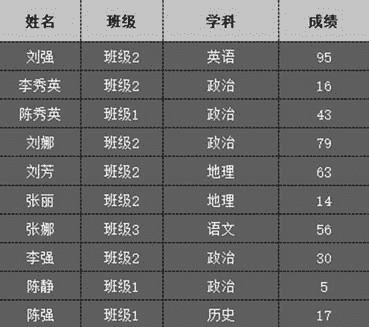 姓名 班级 学科 成绩
刘强 班级2 英语 95
李秀英 班级2 政治 16
陈秀英 班级1 政治 43
刘娜 班级2 政治 79
刘芳 班级2 地理 63
张丽 班级2 地理 14
张娜 班级3 语文 56
李强 班级2 政治 30
陈静 班级1 政治 5
陈强 班级1 历史 17